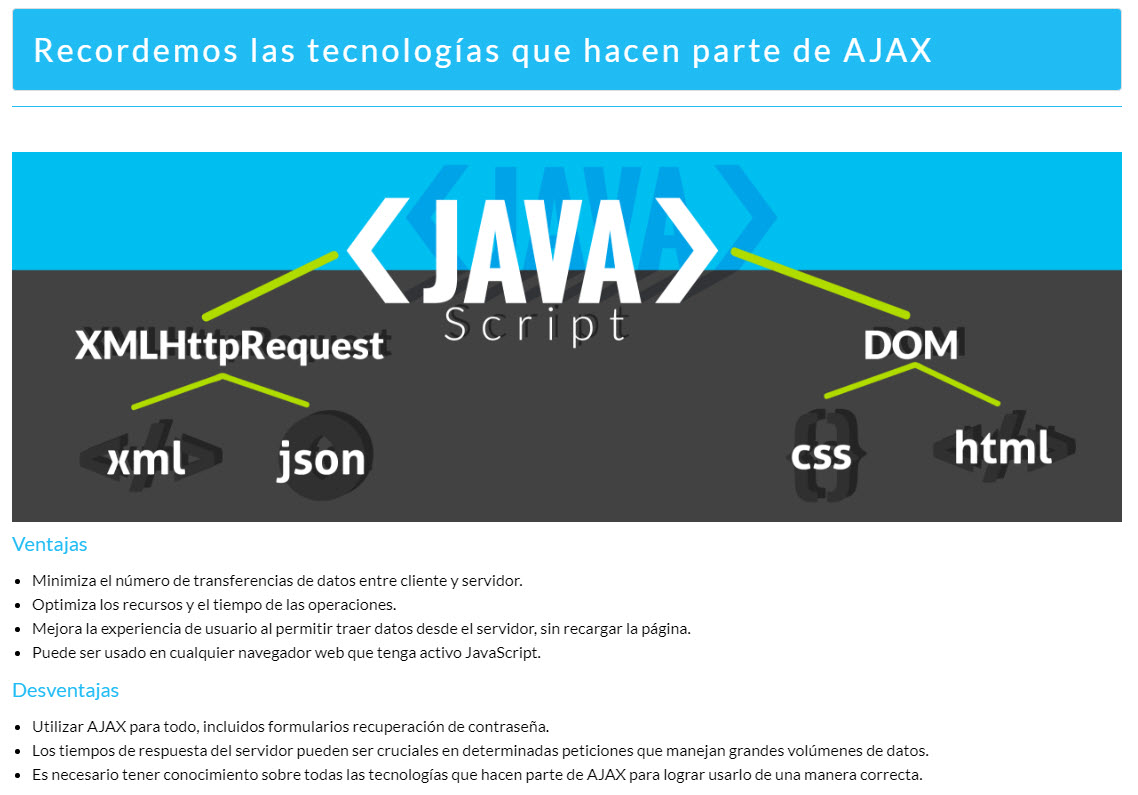 Recordemos las tecnologías que hacen parte de AJAX
<JAVA>
Script
XMLHttpRequest
DOM
xml
json
css
html
Ventajas
• Minimiza el número de transferencias de datos entre cliente y servidor.
• Optimiza los recursos y el tiempo de las operaciones.
• Mejora la experiencia de usuario al permitir traer datos desde el servidor, sin recargar la página.
• Puede ser usado en cualquier navegador web que tenga activo JavaScript.
Desventajas
• Utilizar AJAX para todo, incluidos formularios recuperación de contraseña.
• Los tiempos de respuesta del servidor pueden ser cruciales en determinadas peticiones que manejan grandes volúmenes de datos.
• Es necesario tener conocimiento sobre todas las tecnologías que hacen parte de AJAX para lograr usarlo de una manera correcta.